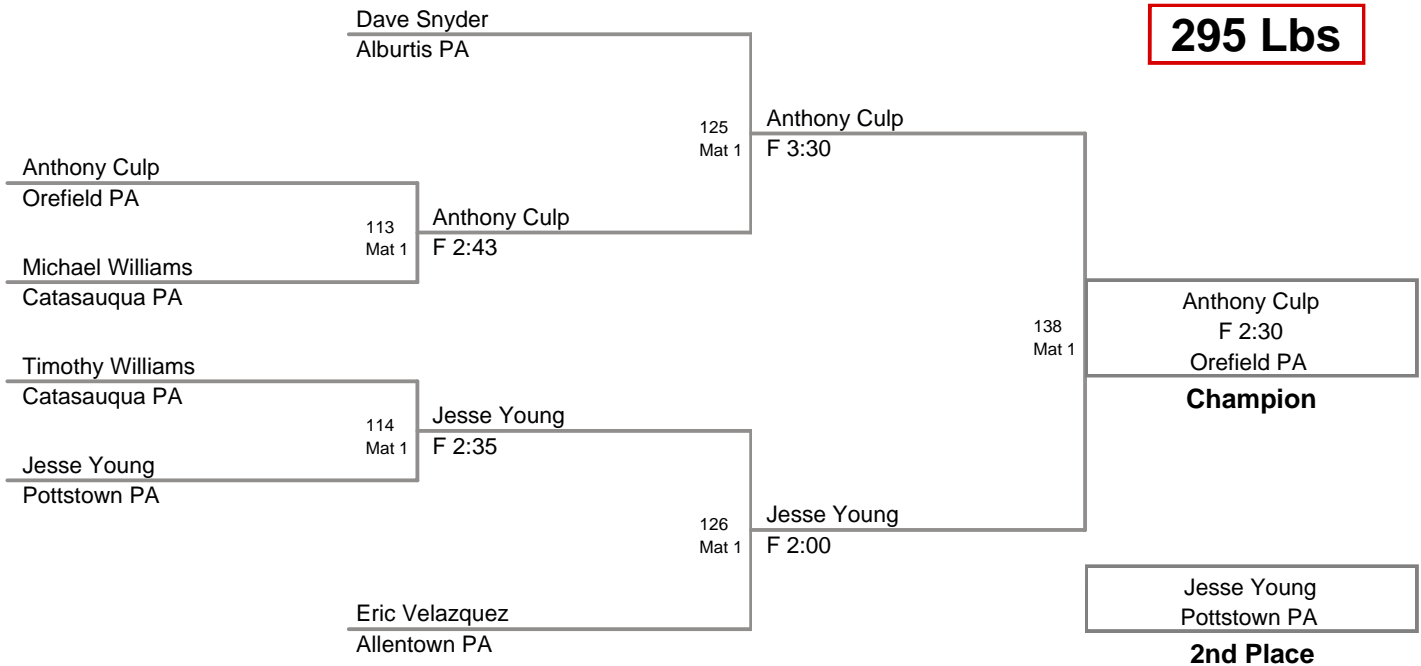 295 Lbs
Dave Snyder
Alburtis PA
125
Mat 1
Anthony Culp
F 3:30
Anthony Culp
Orefield PA
113
Mat 1
Anthony Culp
F 2:43
Michael Williams
Catasauqua PA
138
Mat 1
Anthony Culp
F 2:30
Orefield PA
Champion
Timothy Williams
Catasauqua PA
114
Mat 1
Jesse Young
F 2:35
Jesse Young
Pottstown PA
126
Mat 1
Jesse Young
F 2:00
Eric Velazquez
Allentown PA
Jesse Young
Pottstown PA
2nd Place